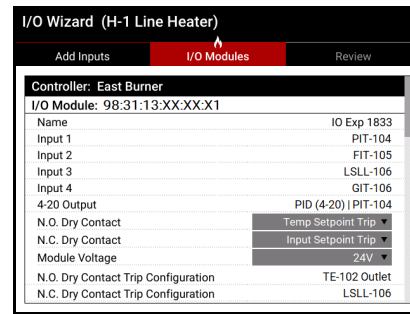 I/O Wizard (H-1 Line Heater)
Add Inputs I/O Modules Review
Controller: East Burner
I/O Module: 98:31:13:XX:XX:X1
Name IO Exp 1833
Input 1 PIT-104
Input 2 FIT-105
Input 3 LSLL-106
Input 4 GIT-106
4-20 Output PID (4-20) | PIT-104
N.O. Dry Contact Temp Setpoint Trip ▼
N.C. Dry Contact Input Setpoint Trip ▼
Module Voltage 24V ▼
N.O. Dry Contact Trip Configuration TE-102 Outlet
N.C. Dry Contact Trip Configuration LSLL-106